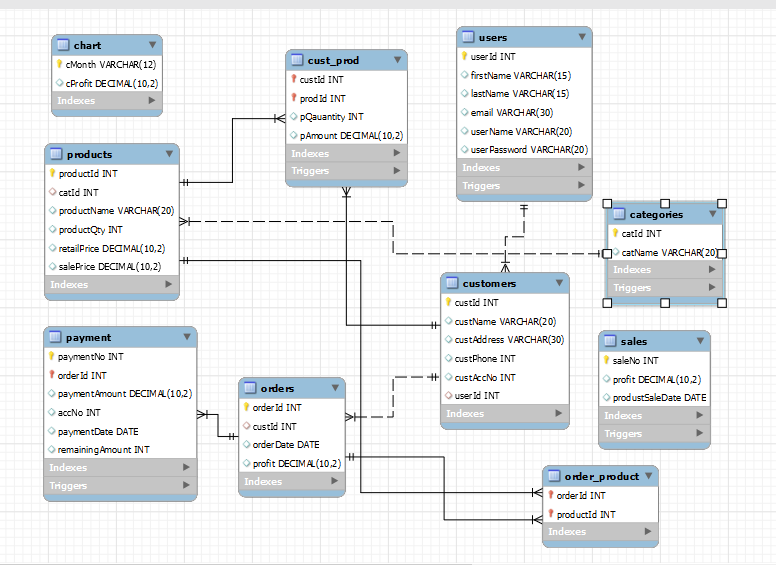 chart
cMonth VARCHAR(12)
cProfit DECIMAL(10,2)
Indexes
cust_prod
custId INT
prodId INT
pQauantity INT
pAmount DECIMAL(10,2)
Indexes
Triggers
users
userId INT
firstName VARCHAR(15)
lastName VARCHAR(15)
email VARCHAR(30)
userName VARCHAR(20)
userPassword VARCHAR(20)
Indexes
Triggers
products
productId INT
catId INT
productName VARCHAR(20)
productQty INT
retailPrice DECIMAL(10,2)
salePrice DECIMAL(10,2)
Indexes
categories
catId INT
catName VARCHAR(20)
Indexes
Triggers
customers
custId INT
custName VARCHAR(20)
custAddress VARCHAR(30)
custPhone INT
custAccNo INT
userId INT
Indexes
payment
paymentNo INT
orderId INT
paymentAmount DECIMAL(10,2)
accNo INT
paymentDate DATE
remainingAmount INT
Indexes
Triggers
orders
orderId INT
custId INT
orderDate DATE
profit DECIMAL(10,2)
Indexes
sales
saleNo INT
profit DECIMAL(10,2)
produstSaleDate DATE
Indexes
Triggers
order_product
orderId INT
productId INT
Indexes